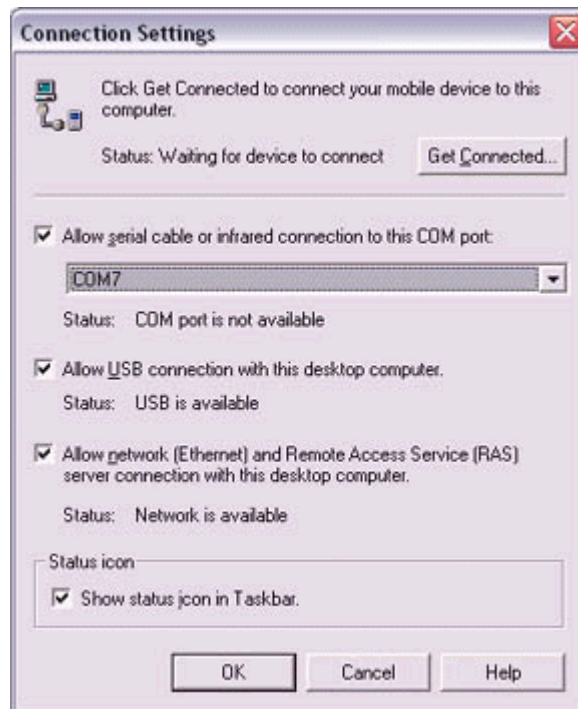 Connection Settings
Click Get Connected to connect your mobile device to this
computer.
Status: Waiting for device to connect
Get Connected...
Allow serial cable or infrared connection to this COM port:
COM7
Status: COM port is not available
Allow USB connection with this desktop computer.
Status: USB is available
Allow network (Ethernet) and Remote Access Service (RAS)
server connection with this desktop computer.
Status: Network is available
Status icon
Show status icon in Taskbar.
OK
Cancel
Help